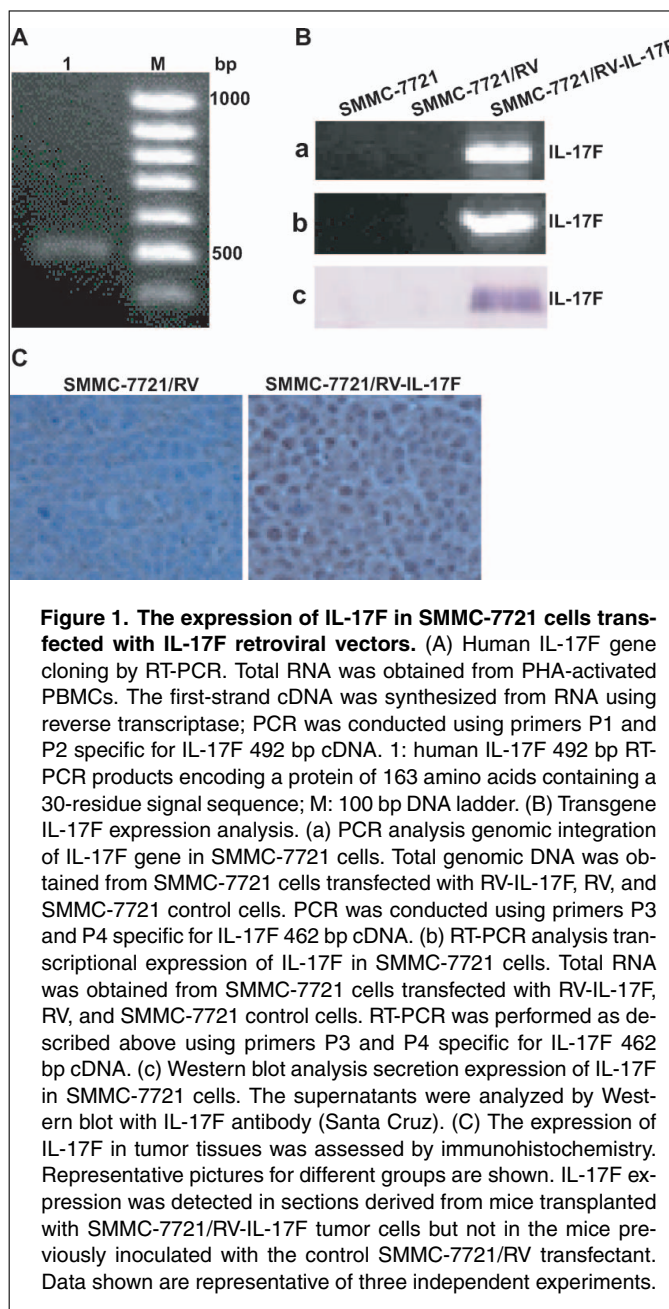 A
B
1 M bp
1000
500
SMMC-7721
SMMC-7721/RV
SMMC-7721/RV-IL-17F
a
IL-17F
b
IL-17F
c
IL-17F
C
SMMC-7721/RV
SMMC-7721/RV-IL-17F
Figure 1. The expression of IL-17F in SMMC-7721 cells trans-
fected with IL-17F retroviral vectors. (A) Human IL-17F gene
cloning by RT-PCR. Total RNA was obtained from PHA-activated
PBMCs. The first-strand cDNA was synthesized from RNA using
reverse transcriptase; PCR was conducted using primers P1 and
P2 specific for IL-17F 492 bp cDNA. 1: human IL-17F 492 bp RT-
PCR products encoding a protein of 163 amino acids containing a
30-residue signal sequence; M: 100 bp DNA ladder. (B) Transgene
IL-17F expression analysis. (a) PCR analysis genomic integration
of IL-17F gene in SMMC-7721 cells. Total genomic DNA was ob-
tained from SMMC-7721 cells transfected with RV-IL-17F, RV, and
SMMC-7721 control cells. PCR was conducted using primers P3
and P4 specific for IL-17F 462 bp cDNA. (b) RT-PCR analysis tran-
scriptional expression of IL-17F in SMMC-7721 cells. Total RNA
was obtained from SMMC-7721 cells transfected with RV-IL-17F,
RV, and SMMC-7721 control cells. RT-PCR was performed as de-
scribed above using primers P3 and P4 specific for IL-17F 462
bp cDNA. (c) Western blot analysis secretion expression of IL-17F
in SMMC-7721 cells. The supernatants were analyzed by West-
ern blot with IL-17F antibody (Santa Cruz). (C) The expression of
IL-17F in tumor tissues was assessed by immunohistochemistry.
Representative pictures for different groups are shown. IL-17F ex-
pression was detected in sections derived from mice transplanted
with SMMC-7721/RV-IL-17F tumor cells but not in the mice pre-
viously inoculated with the control SMMC-7721/RV transfectant.
Data shown are representative of three independent experiments.